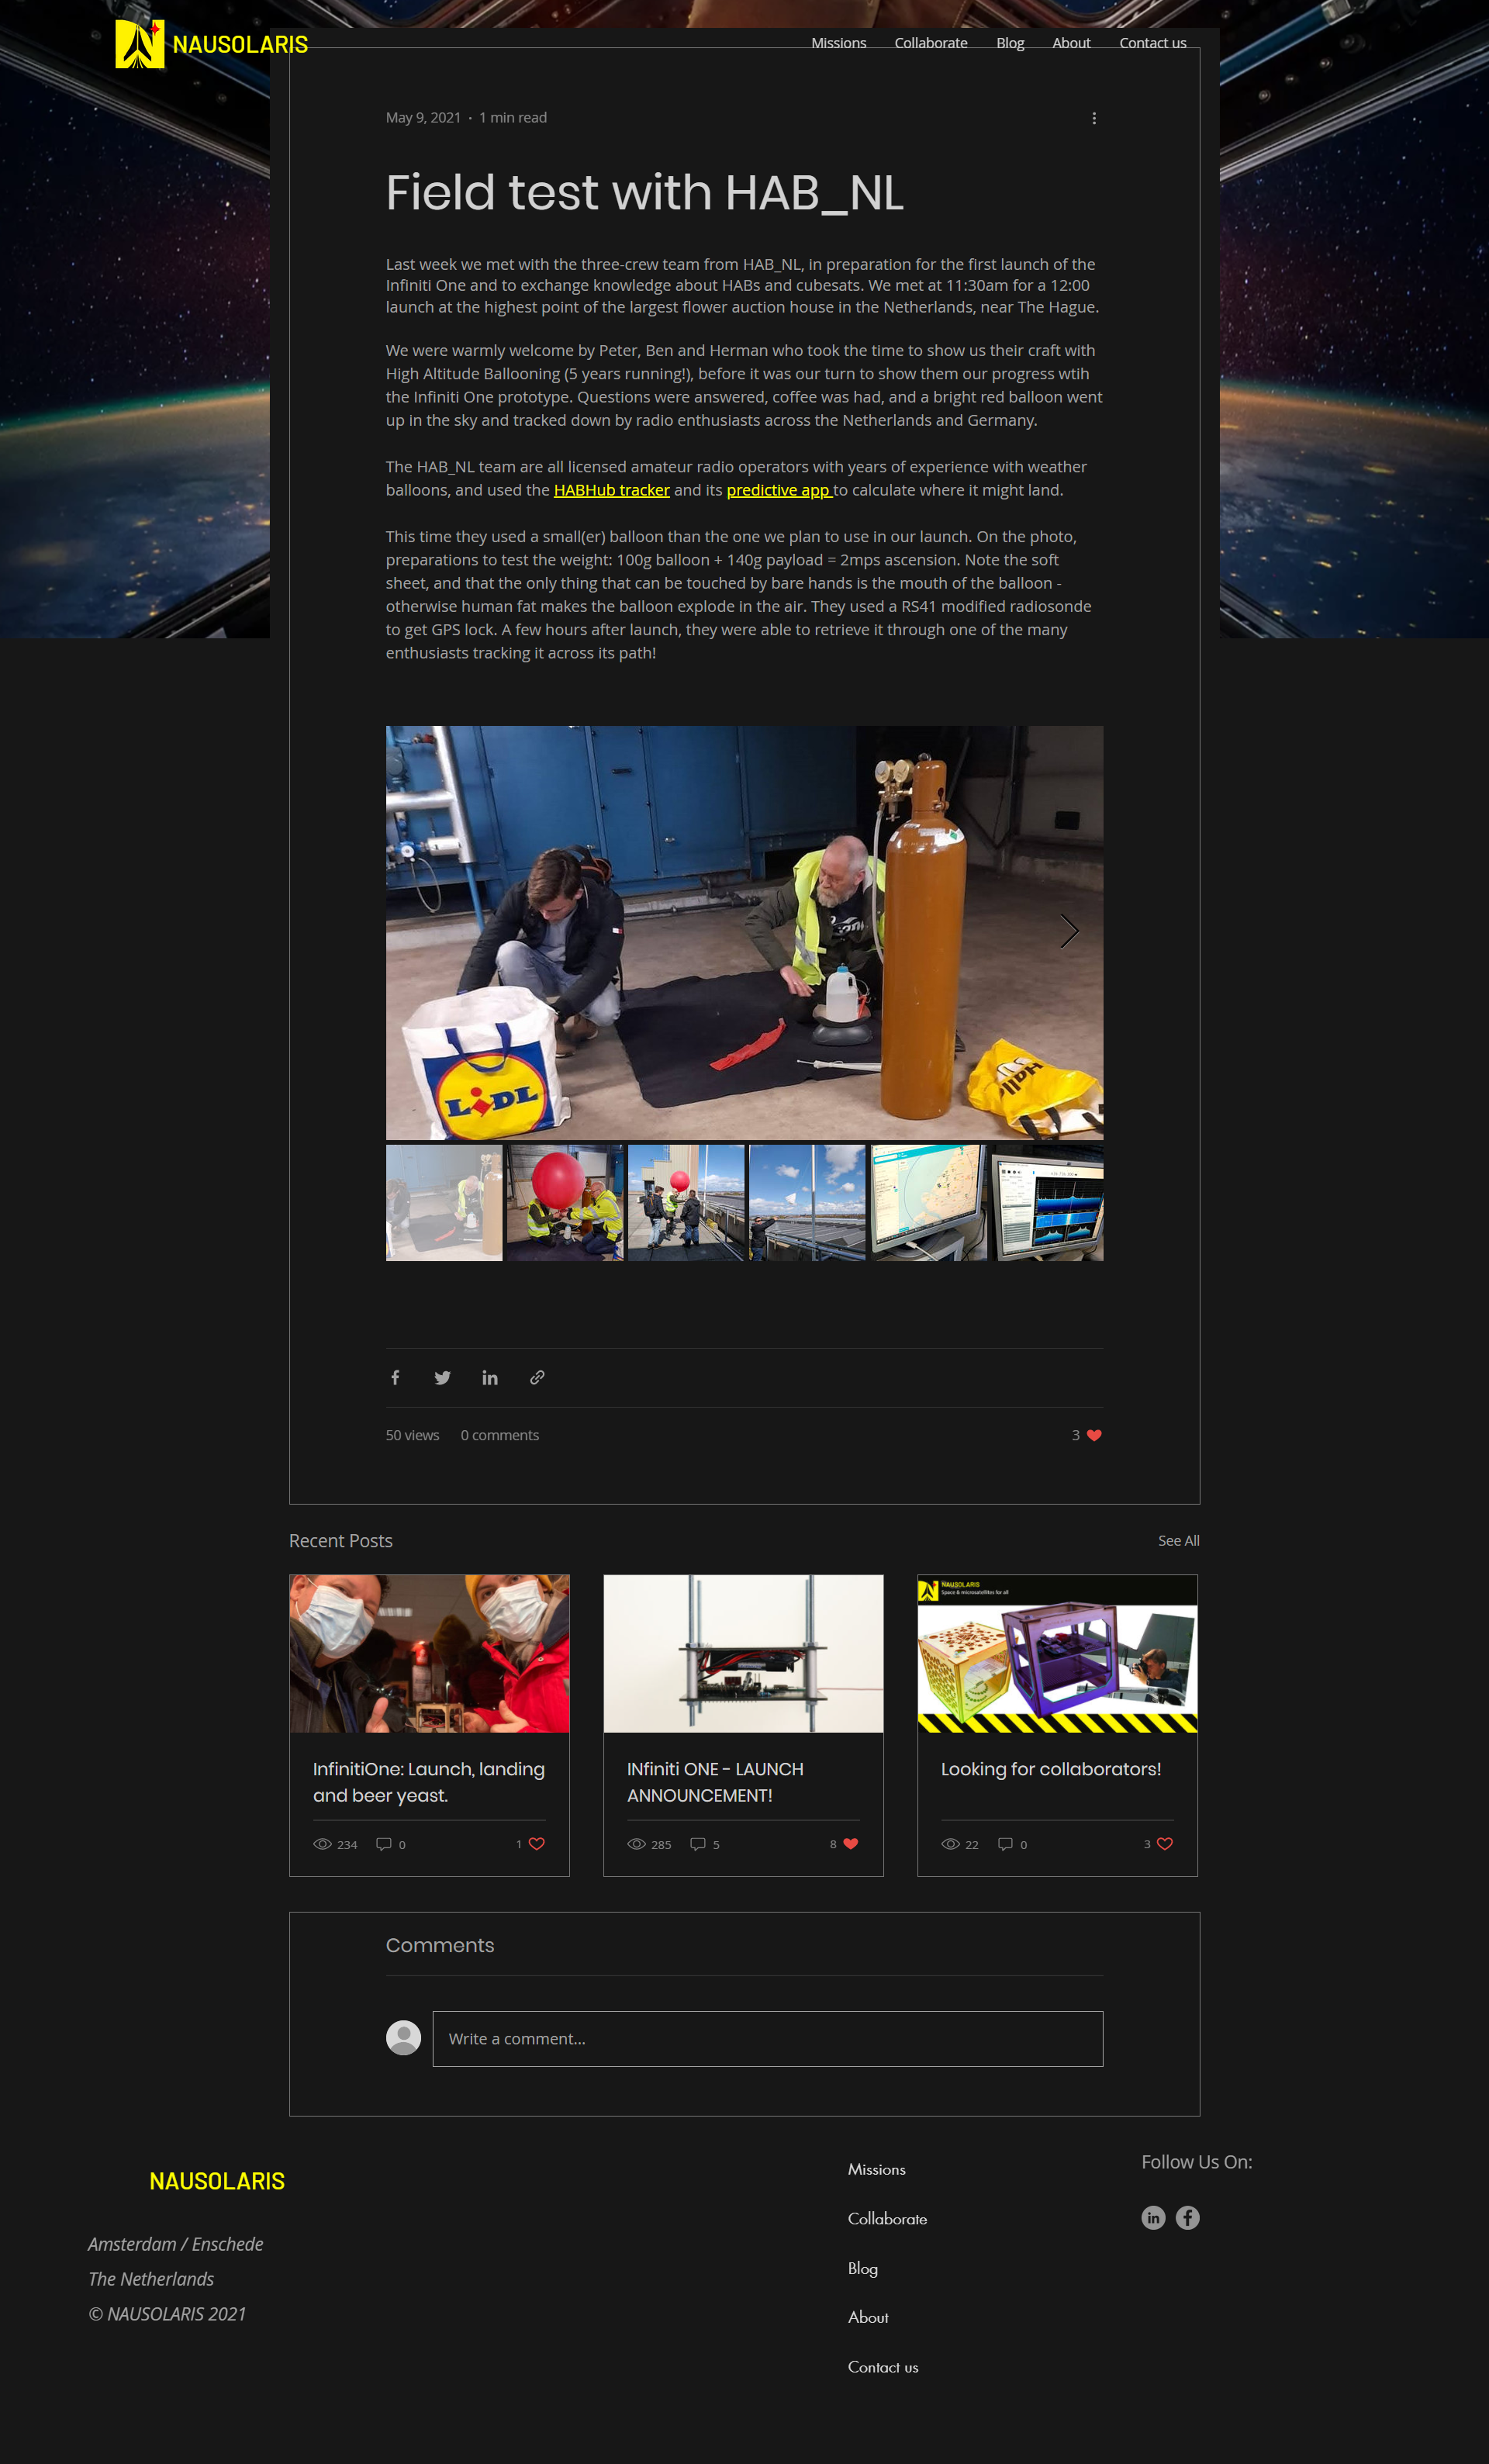 NAUSOLARIS
Missions
Collaborate
Blog
About
Contact us
May 9, 2021 · 1 min read
Field test with HAB_NL
Last week we met with the three-crew team from HAB_NL, in preparation for the first launch of the
Infiniti One and to exchange knowledge about HABs and cubesats. We met at 11:30am for a 12:00
launch at the highest point of the largest flower auction house in the Netherlands, near The Hague.
We were warmly welcome by Peter, Ben and Herman who took the time to show us their craft with
High Altitude Ballooning (5 years running!), before it was our turn to show them our progress wtih
the Infiniti One prototype. Questions were answered, coffee was had, and a bright red balloon went
up in the sky and tracked down by radio enthusiasts across the Netherlands and Germany.
The HAB_NL team are all licensed amateur radio operators with years of experience with weather
balloons, and used the HABHub tracker and its predictive app to calculate where it might land.
This time they used a small(er) balloon than the one we plan to use in our launch. On the photo,
preparations to test the weight: 100g balloon + 140g payload = 2mps ascension. Note the soft
sheet, and that the only thing that can be touched by bare hands is the mouth of the balloon -
otherwise human fat makes the balloon explode in the air. They used a RS41 modified radiosonde
to get GPS lock. A few hours after launch, they were able to retrieve it through one of the many
enthusiasts tracking it across its path!
LIDL
Hallo
50 views
0 comments
3
Recent Posts
See All
NAUSOLARIS
Space & microsatellites for all
InfinitiOne: Launch, landing
and beer yeast.
234
0
1
INfiniti ONE - LAUNCH
ANNOUNCEMENT!
285
5
8
Looking for collaborators!
22
0
3
Comments
Write a comment...
NAUSOLARIS
Amsterdam / Enschede
The Netherlands
© NAUSOLARIS 2021
Missions
Collaborate
Blog
About
Contact us
Follow Us On: